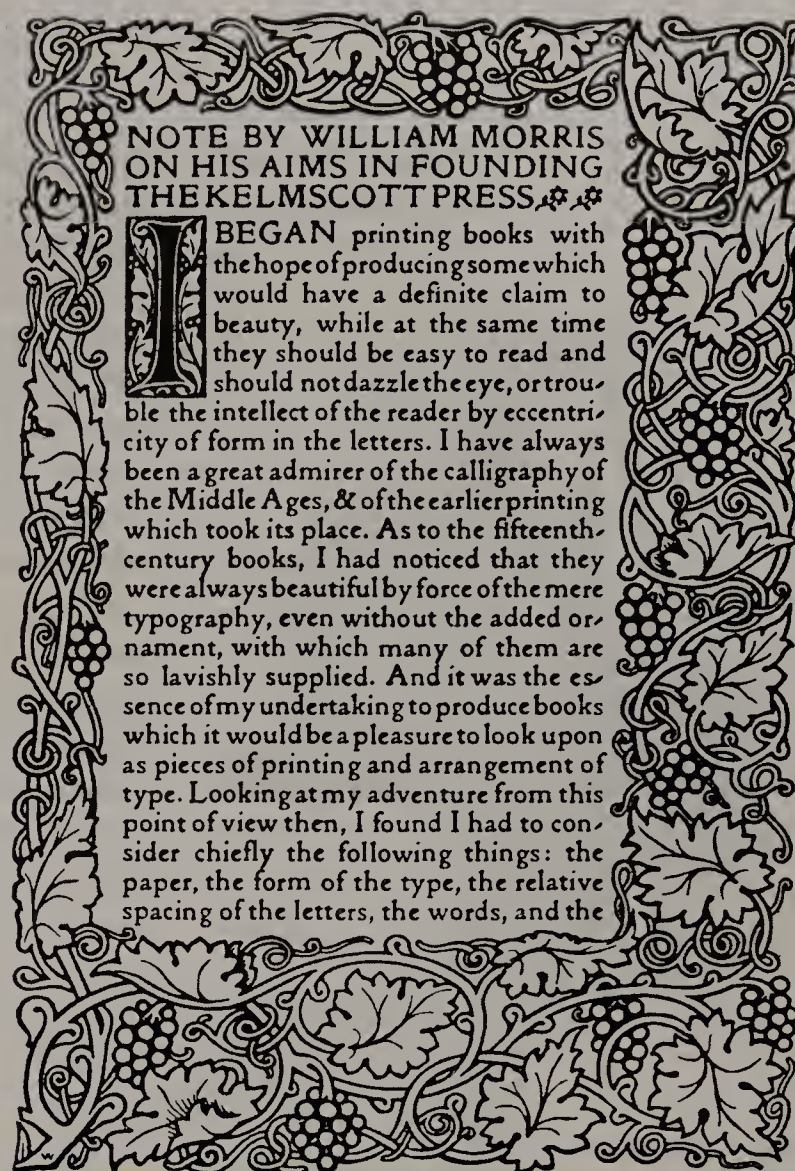 NOTE BY WILLIAM MORRIS
ON HIS AIMS IN FOUNDING
THE KELMSCOTT PRESS
I BEGAN printing books with
the hope of producing some which
would have a definite claim to
beauty, while at the same time
they should be easy to read and
should not dazzle the eye, or trou-
ble the intellect of the reader by eccentri-
city of form in the letters. I have always
been a great admirer of the calligraphy of
the Middle Ages, & of the earlier printing
which took its place. As to the fifteenth-
century books, I had noticed that they
were always beautiful by force of the mere
typography, even without the added or-
nament, with which many of them are
so lavishly supplied. And it was the es-
sence of my undertaking to produce books
which it would be a pleasure to look upon
as pieces of printing and arrangement of
type. Looking at my adventure from this
point of view then, I found I had to con-
sider chiefly the following things: the
paper, the form of the type, the relative
spacing of the letters, the words, and the